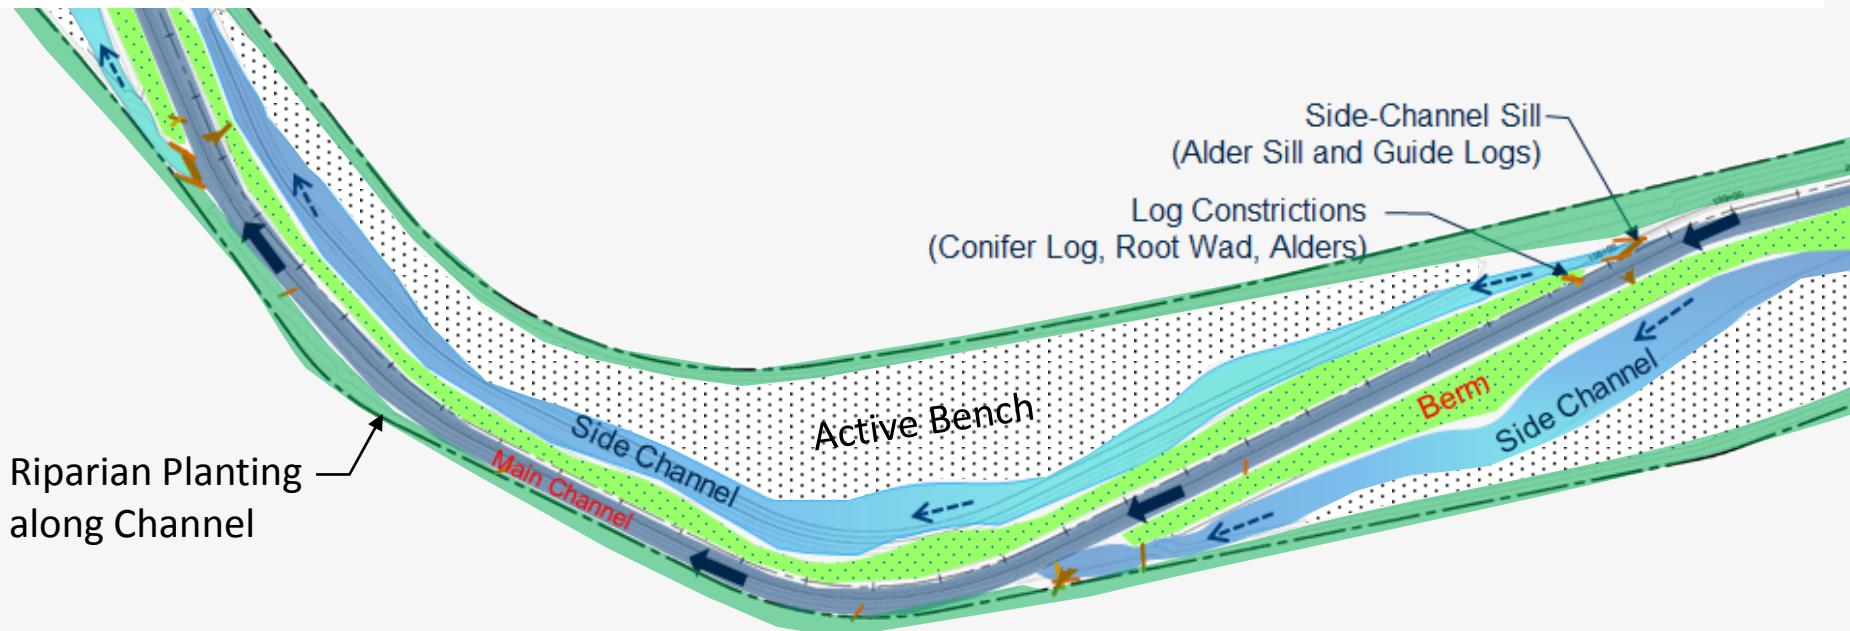 Side-Channel Sill
(Alder Sill and Guide Logs)
Log Constrictions
(Conifer Log, Root Wad, Alders)
Berm
Side Channel
Active Bench
Side Channel
Main Channel
Riparian Planting
along Channel